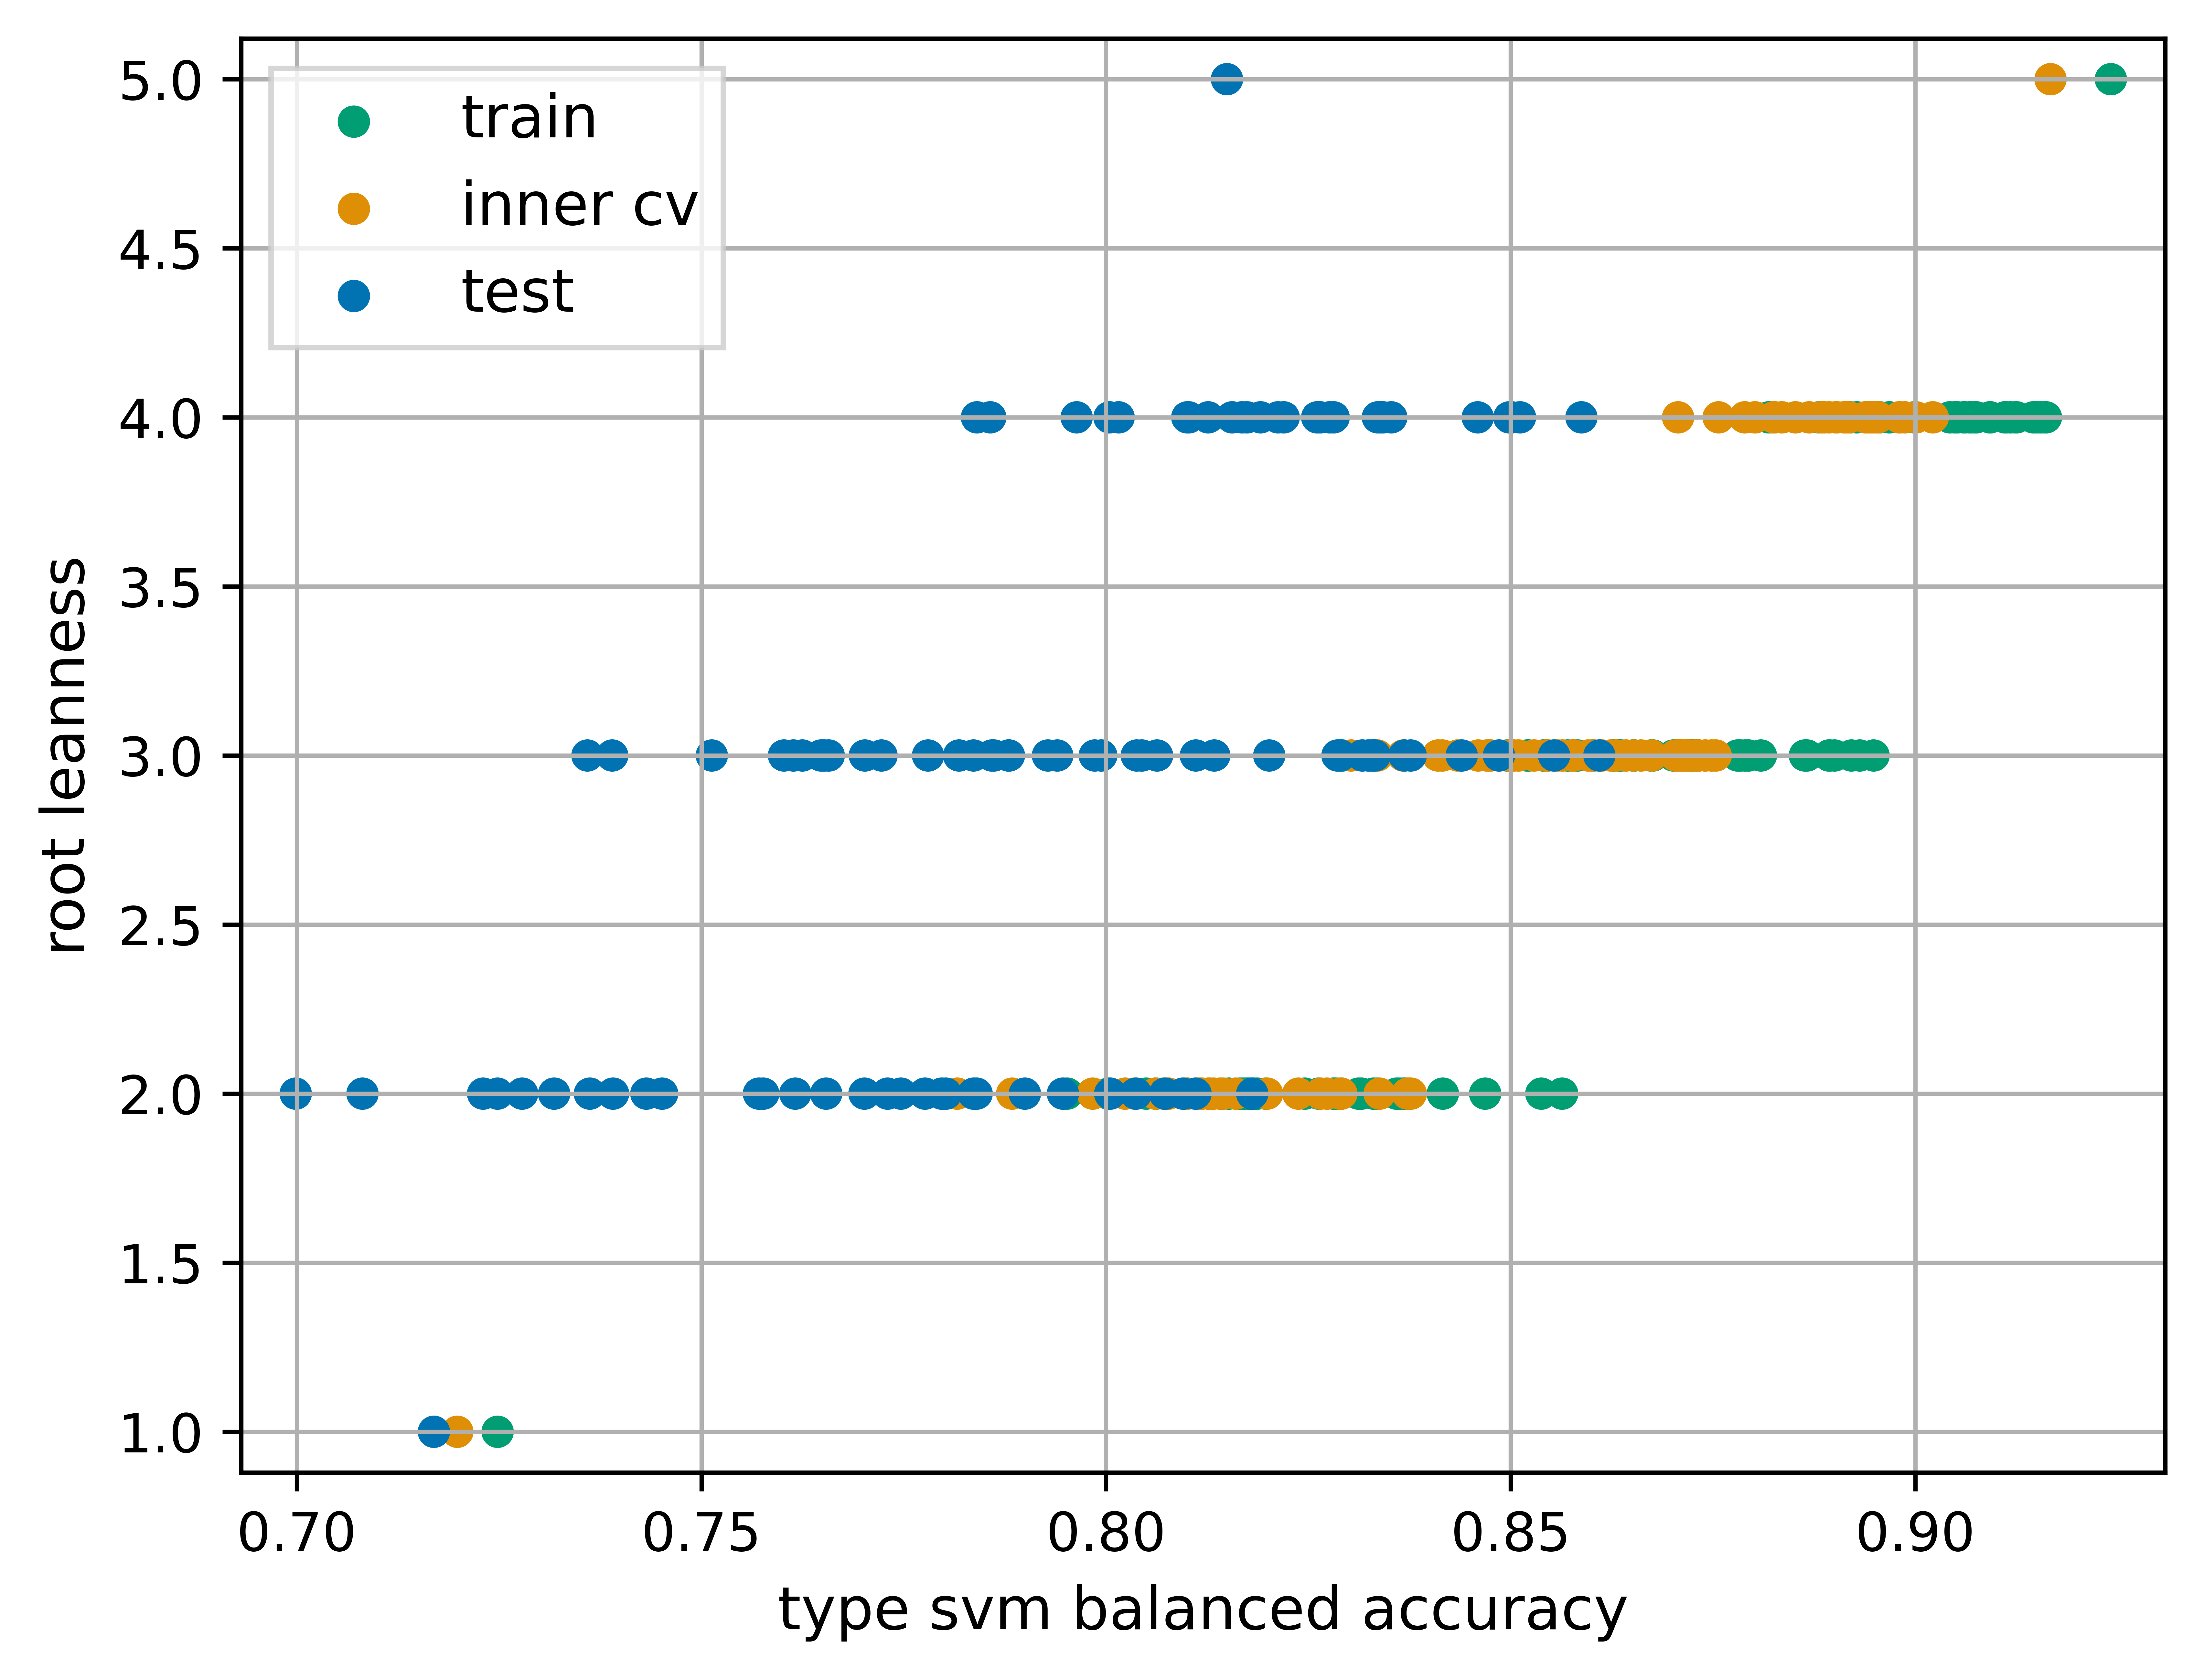 train
inner cv
test
5.0
4.5
4.0
3.5
3.0
2.5
2.0
1.5
1.0
root leanness
0.70 0.75 0.80 0.85 0.90
type svm balanced accuracy